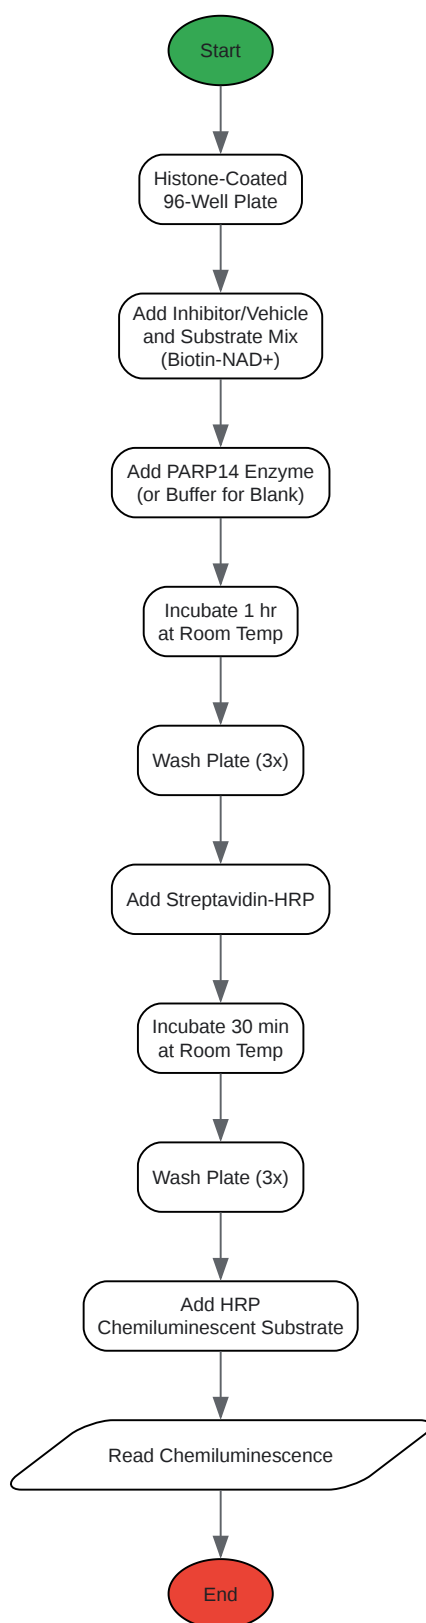 Start
Histone-Coated
96-Well Plate
Add Inhibitor/Vehicle
and Substrate Mix
(Biotin-NAD+)
Add PARP14 Enzyme
(or Buffer for Blank)
Incubate 1 hr
at Room Temp
Wash Plate (3x)
Add Streptavidin-HRP
Incubate 30 min
at Room Temp
Wash Plate (3x)
Add HRP
Chemiluminescent Substrate
Read Chemiluminescence
End